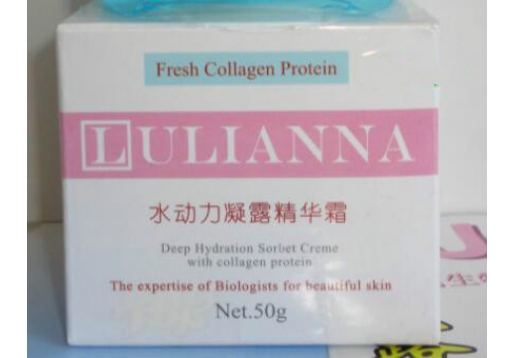 Fresh Collagen Protein
LULIANNA
水动力凝露精华霜
Deep Hydration Sorbet Creme
with collagen protein
The expertise of Biologists for beautiful skin
Net.50g